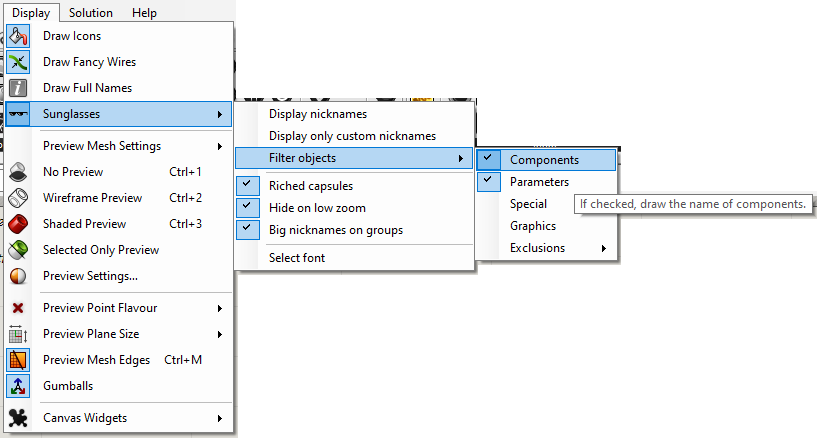 Display Solution Help
Draw Icons
Draw Fancy Wires
Draw Full Names
Sunglasses
Preview Mesh Settings
No Preview Ctrl+1
Wireframe Preview Ctrl+2
Shaded Preview Ctrl+3
Selected Only Preview
Preview Settings...
Preview Point Flavour
Preview Plane Size
Preview Mesh Edges Ctrl+M
Gumballs
Canvas Widgets
Display nicknames
Display only custom nicknames
Filter objects
Riched capsules
Hide on low zoom
Big nicknames on groups
Select font
Components
Parameters
Special
Graphics
Exclusions
If checked, draw the name of components.